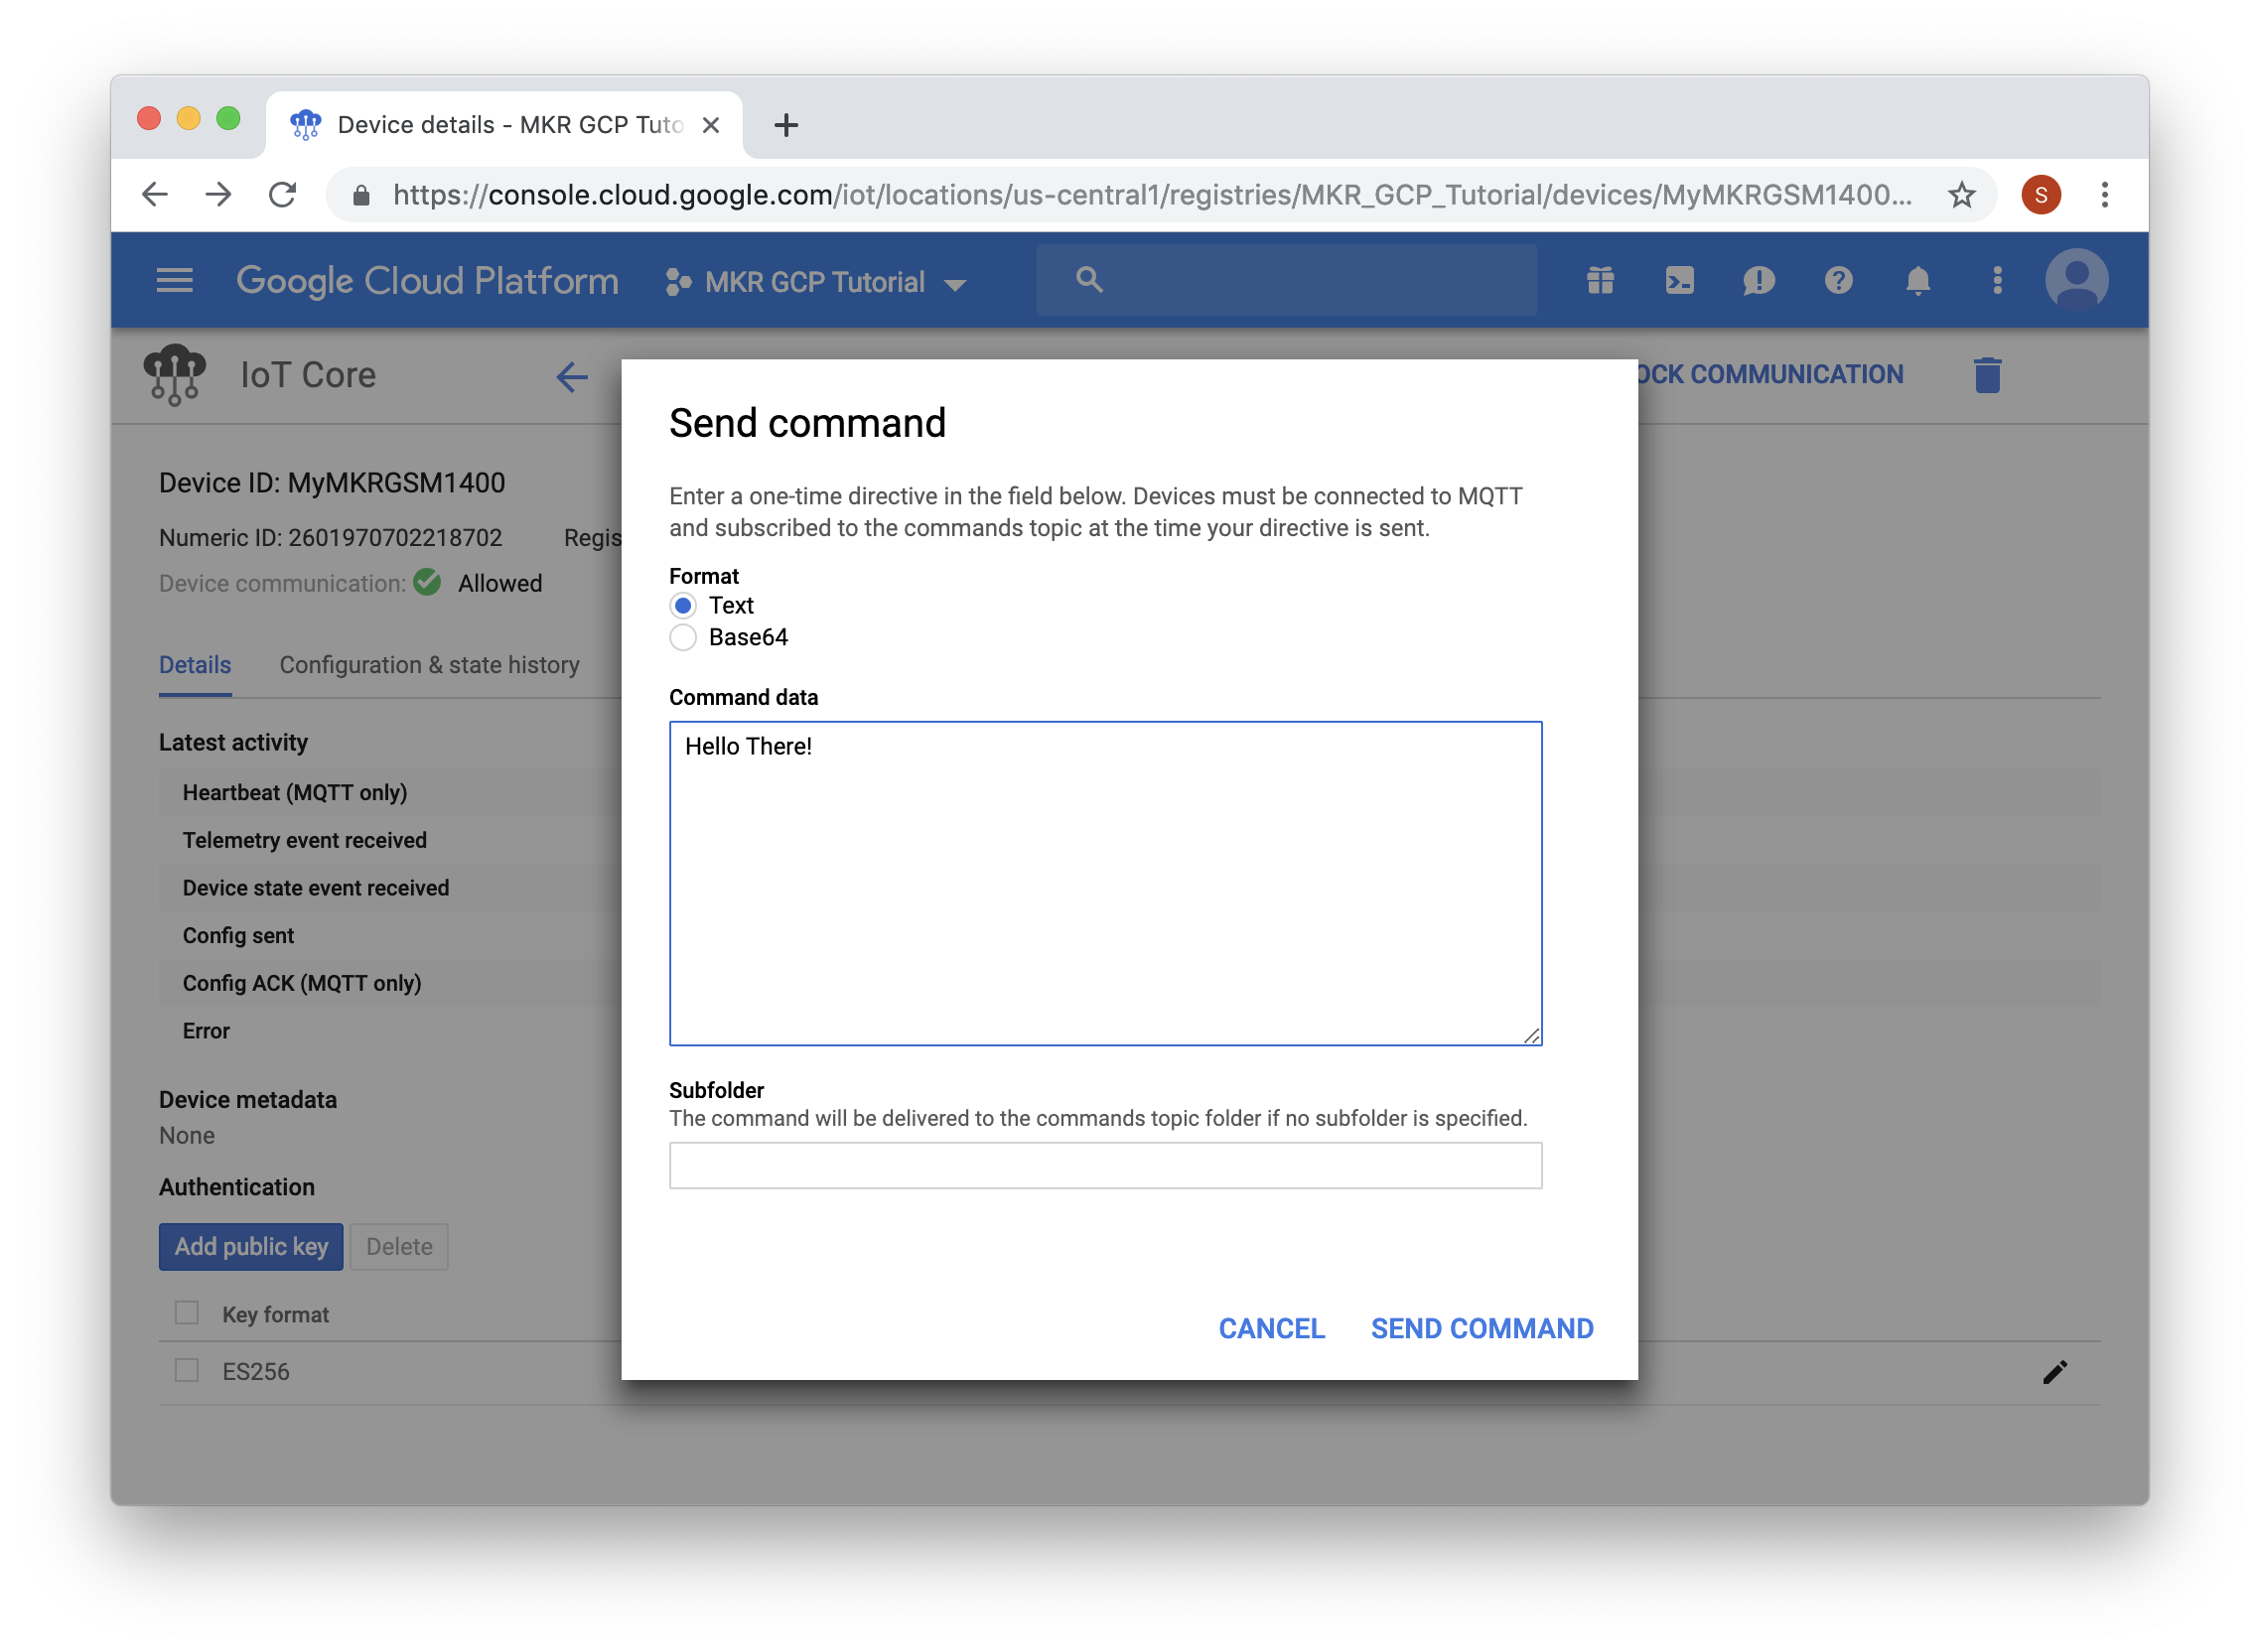 Device details - MKR GCP Tuto
https://console.cloud.google.com/iot/locations/us-central1/registries/MKR_GCP_Tutorial/devices/MyMKRGSM1400...
S
Google Cloud Platform
MKR GCP Tutorial
IoT Core
OCK COMMUNICATION
Device ID: MyMKRGSM1400
Numeric ID: 2601970702218702
Regis
Device communication:
Allowed
Details
Configuration & state history
Latest activity
Heartbeat (MQTT only)
Telemetry event received
Device state event received
Config sent
Config ACK (MQTT only)
Error
Device metadata
None
Authentication
Add public key
Delete
Key format
ES256
Send command
Enter a one-time directive in the field below. Devices must be connected to MQTT
and subscribed to the commands topic at the time your directive is sent.
Format
Text
Base64
Command data
Hello There!
Subfolder
The command will be delivered to the commands topic folder if no subfolder is specified.
CANCEL
SEND COMMAND